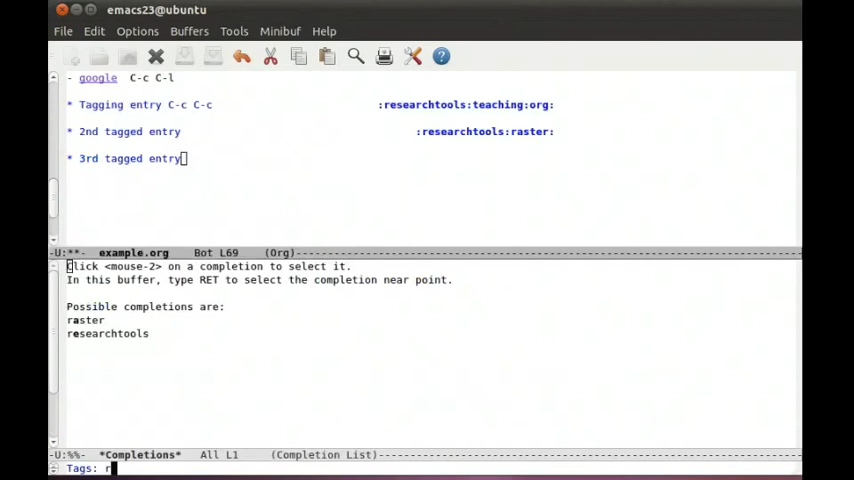 emacs23@ubuntu
File Edit Options Buffers Tools Minibuf Help
- google C-c C-l
* Tagging entry C-c C-c :researchtools:teaching:org:
* 2nd tagged entry :researchtools:raster:
* 3rd tagged entry
-U:**- example.org Bot L69 (Org)
Click <mouse-2> on a completion to select it.
In this buffer, type RET to select the completion near point.
Possible completions are:
raster
researchtools
-U:%%- *Completions* All L1 (Completion List)
Tags: r